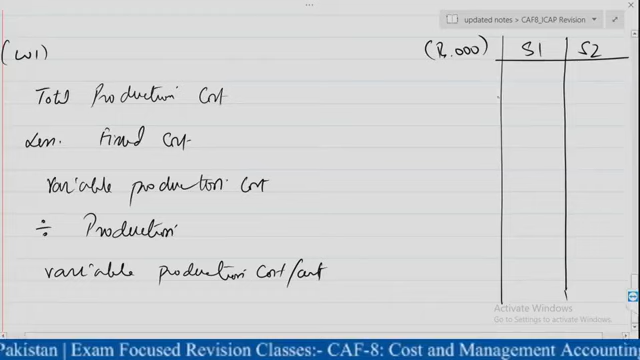 ...
updated notes > CAF8_ICAP Revision
(W1) (Rs.000) S1 S2
Total Production Cost
Less. Fixed Cost
variable production cost
÷ Production
variable production cost/unit
Activate Windows
Go to Settings to activate Windows.
Pakistan | Exam Focused Revision Classes:- CAF-8: Cost and Management Accountin